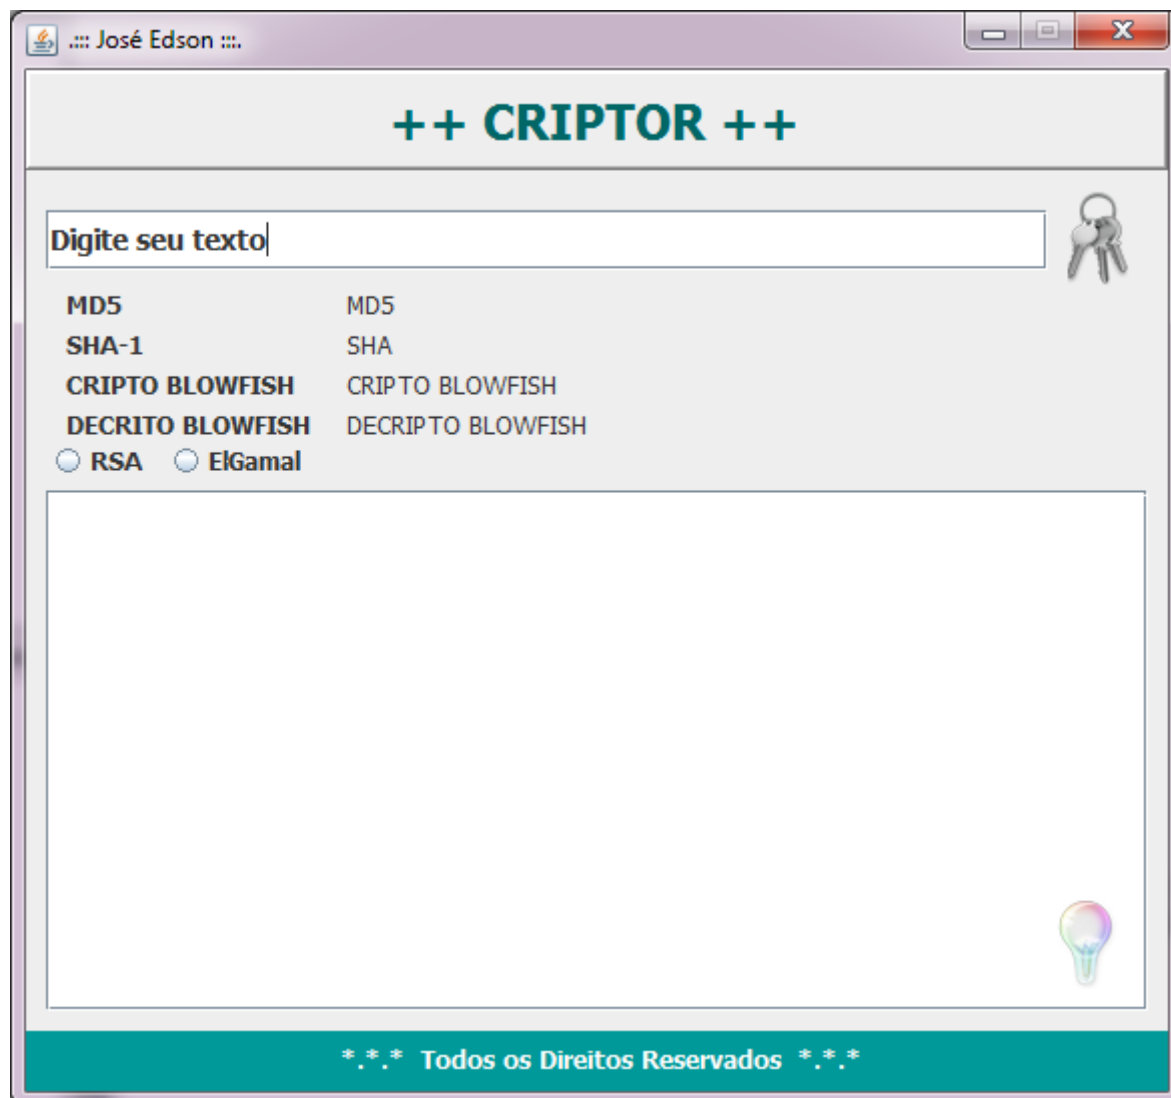 .::: José Edson :::.
++ CRIPTOR ++
Digite seu texto
MD5 MD5
SHA-1 SHA
CRIPTO BLOWFISH CRIPTO BLOWFISH
DECRITO BLOWFISH DECRIPTO BLOWFISH
RSA ElGamal
*.*.* Todos os Direitos Reservados *.*.*